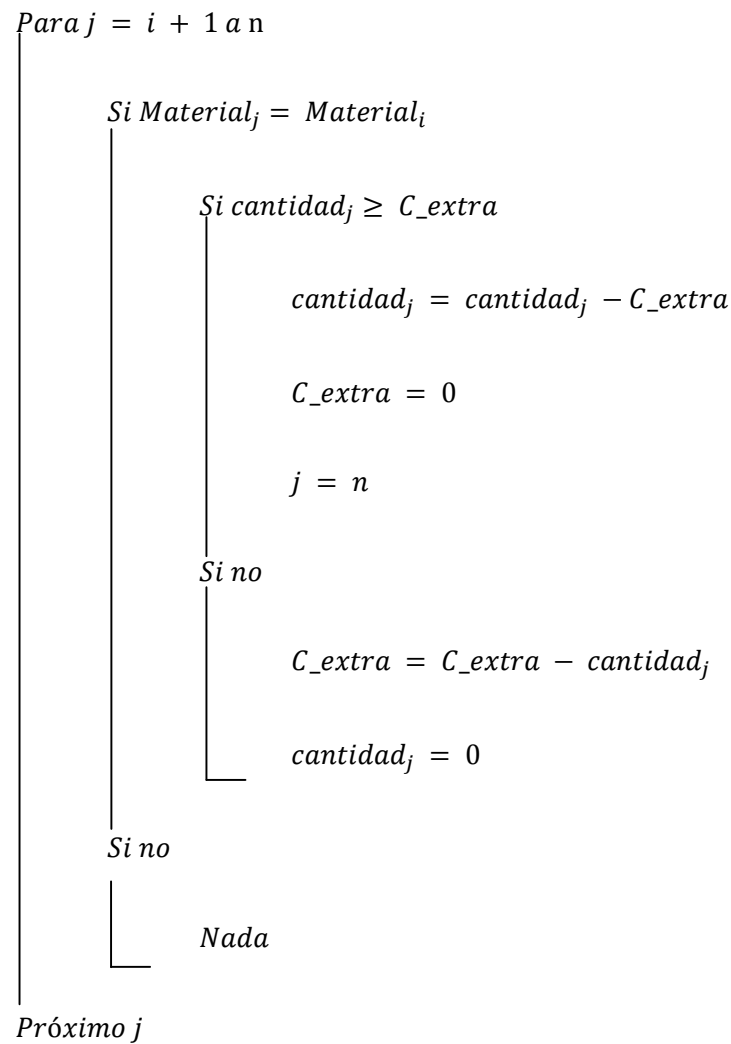 Para j = i + 1 a n
Si Material_j = Material_i
Si cantidad_j ≥ C_extra
cantidad_j = cantidad_j − C_extra
C_extra = 0
j = n
Si no
C_extra = C_extra − cantidad_j
cantidad_j = 0
Si no
Nada
Próximo j